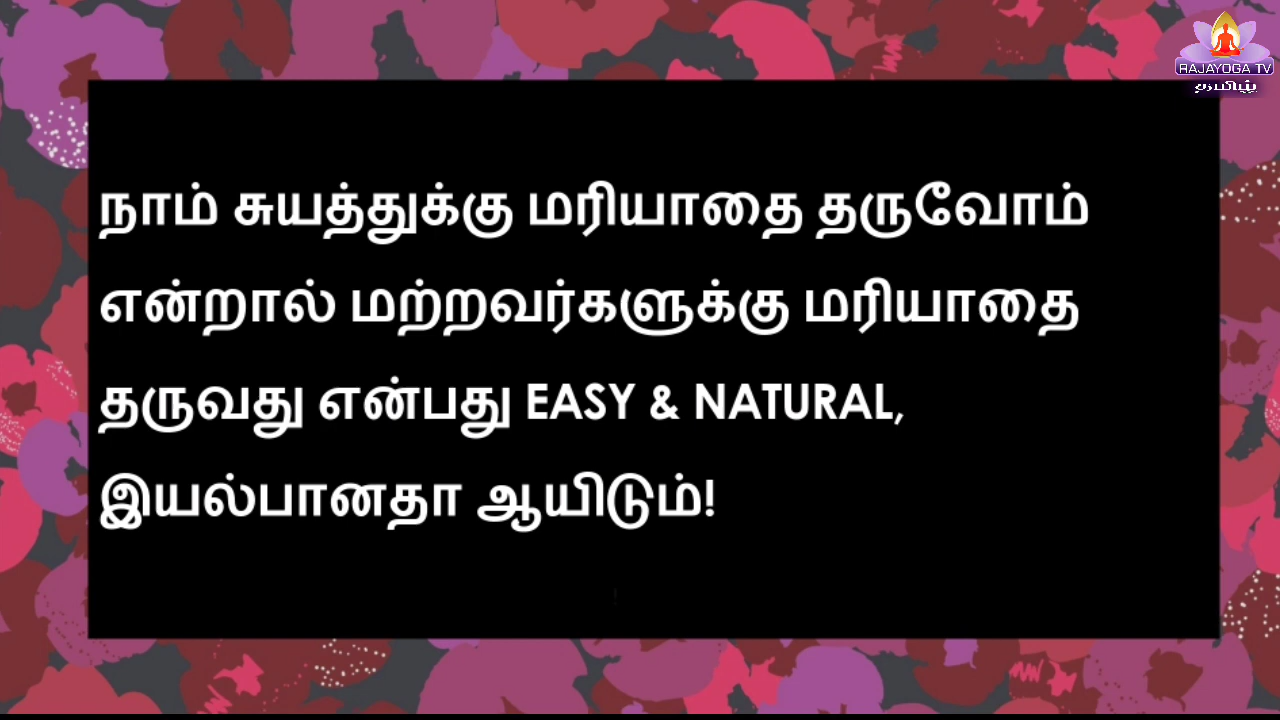 RAJAYOGA TV
தமிழ்
நாம் சுயத்துக்கு மரியாதை தருவோம்
என்றால் மற்றவர்களுக்கு மரியாதை
தருவது என்பது EASY & NATURAL,
இயல்பானதா ஆயிடும்!